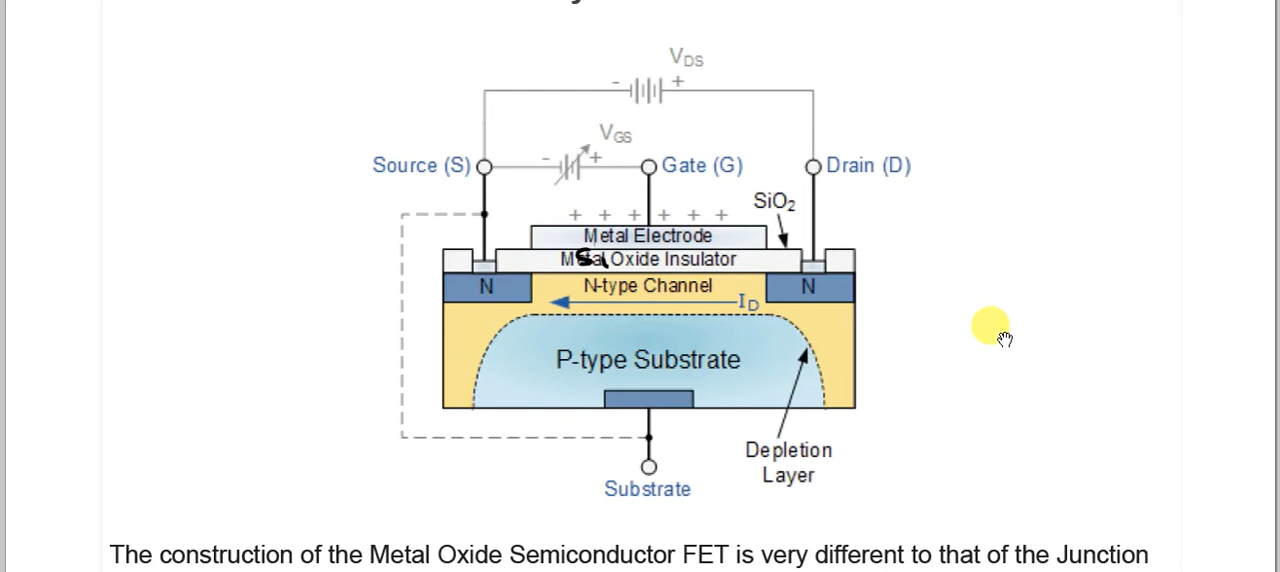 VDS
- +
VGS
- +
Source (S) Gate (G) Drain (D)
SiO2
+ + + + + +
Metal Electrode
Oxide Insulator
N N-type Channel N
ID
P-type Substrate
Depletion
Layer
Substrate
The construction of the Metal Oxide Semiconductor FET is very different to that of the Junction